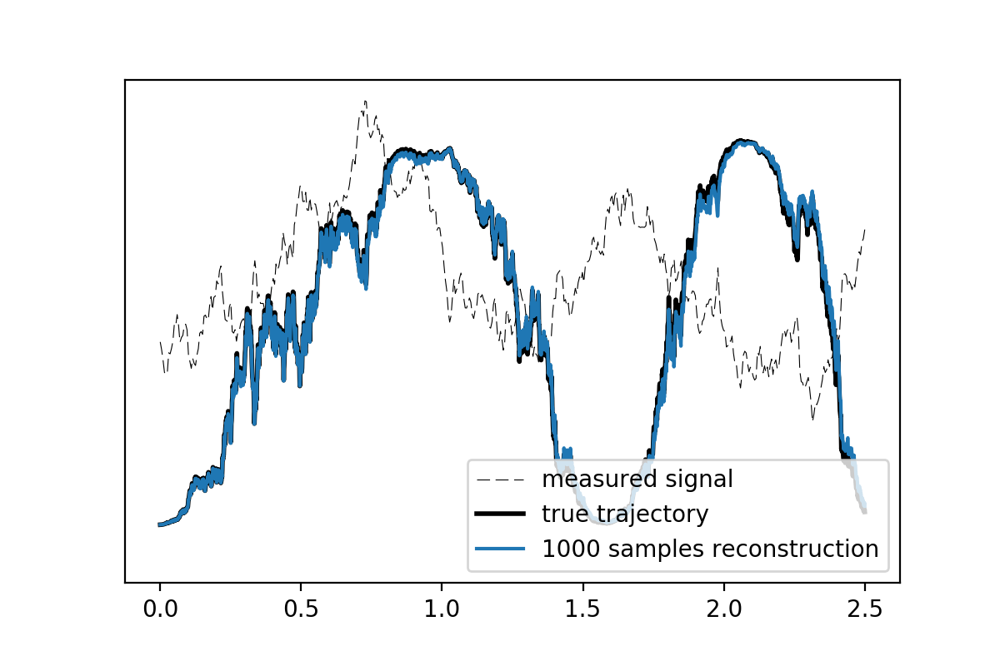 measured signal
true trajectory
1000 samples reconstruction
0.0 0.5 1.0 1.5 2.0 2.5